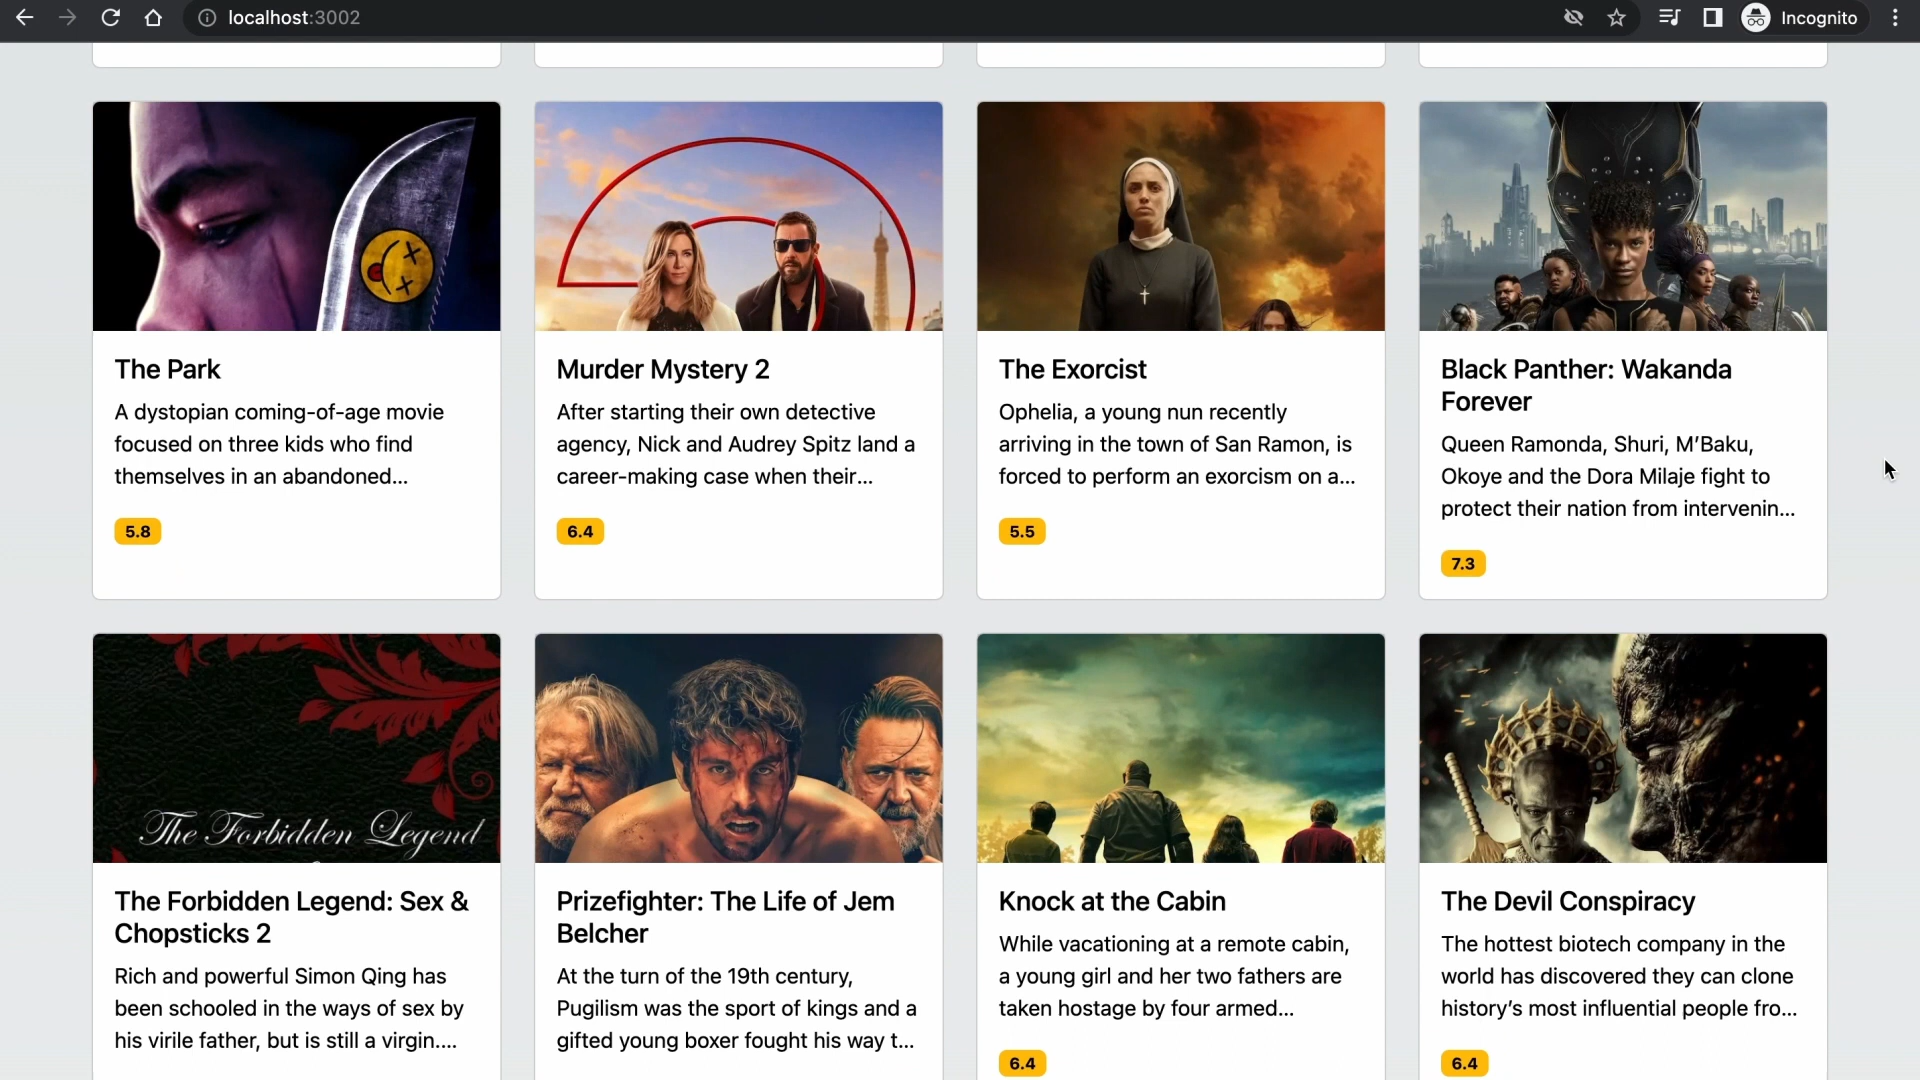 localhost:3002
Incognito
The Park
A dystopian coming-of-age movie
focused on three kids who find
themselves in an abandoned...
5.8
Murder Mystery 2
After starting their own detective
agency, Nick and Audrey Spitz land a
career-making case when their...
6.4
The Exorcist
Ophelia, a young nun recently
arriving in the town of San Ramon, is
forced to perform an exorcism on a...
5.5
Black Panther: Wakanda
Forever
Queen Ramonda, Shuri, M’Baku,
Okoye and the Dora Milaje fight to
protect their nation from intervenin...
7.3
The Forbidden Legend
The Forbidden Legend: Sex &
Chopsticks 2
Rich and powerful Simon Qing has
been schooled in the ways of sex by
his virile father, but is still a virgin....
Prizefighter: The Life of Jem
Belcher
At the turn of the 19th century,
Pugilism was the sport of kings and a
gifted young boxer fought his way t...
Knock at the Cabin
While vacationing at a remote cabin,
a young girl and her two fathers are
taken hostage by four armed...
6.4
The Devil Conspiracy
The hottest biotech company in the
world has discovered they can clone
history’s most influential people fro...
6.4